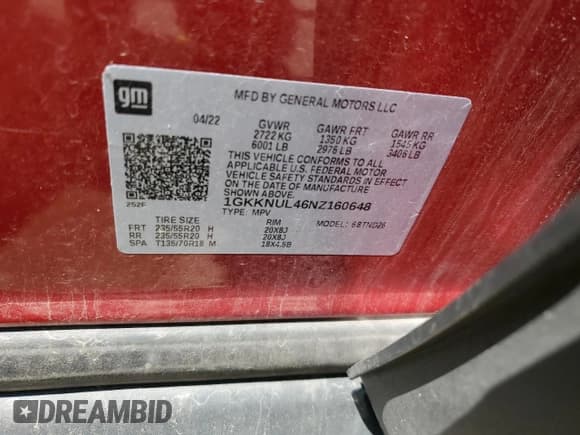 gm
MFD BY GENERAL MOTORS LLC
04/22 GVWR GAWR FRT GAWR RR
2722 KG 1350 KG 1545 KG
6001 LB 2976 LB 3406 LB
THIS VEHICLE CONFORMS TO ALL
APPLICABLE U.S. FEDERAL MOTOR
VEHICLE SAFETY STANDARDS IN EFFECT
ON THE DATE OF MANUFACTURE
SHOWN ABOVE.
252F 1GKKNUL46NZ160648
TYPE: MPV MODEL:
TIRE SIZE RIM
FRT 235/55R20 H 20X8J
RR 235/55R20 H 20X8J
SPA T135/70R18 M 18X4.5B
DREAMBID